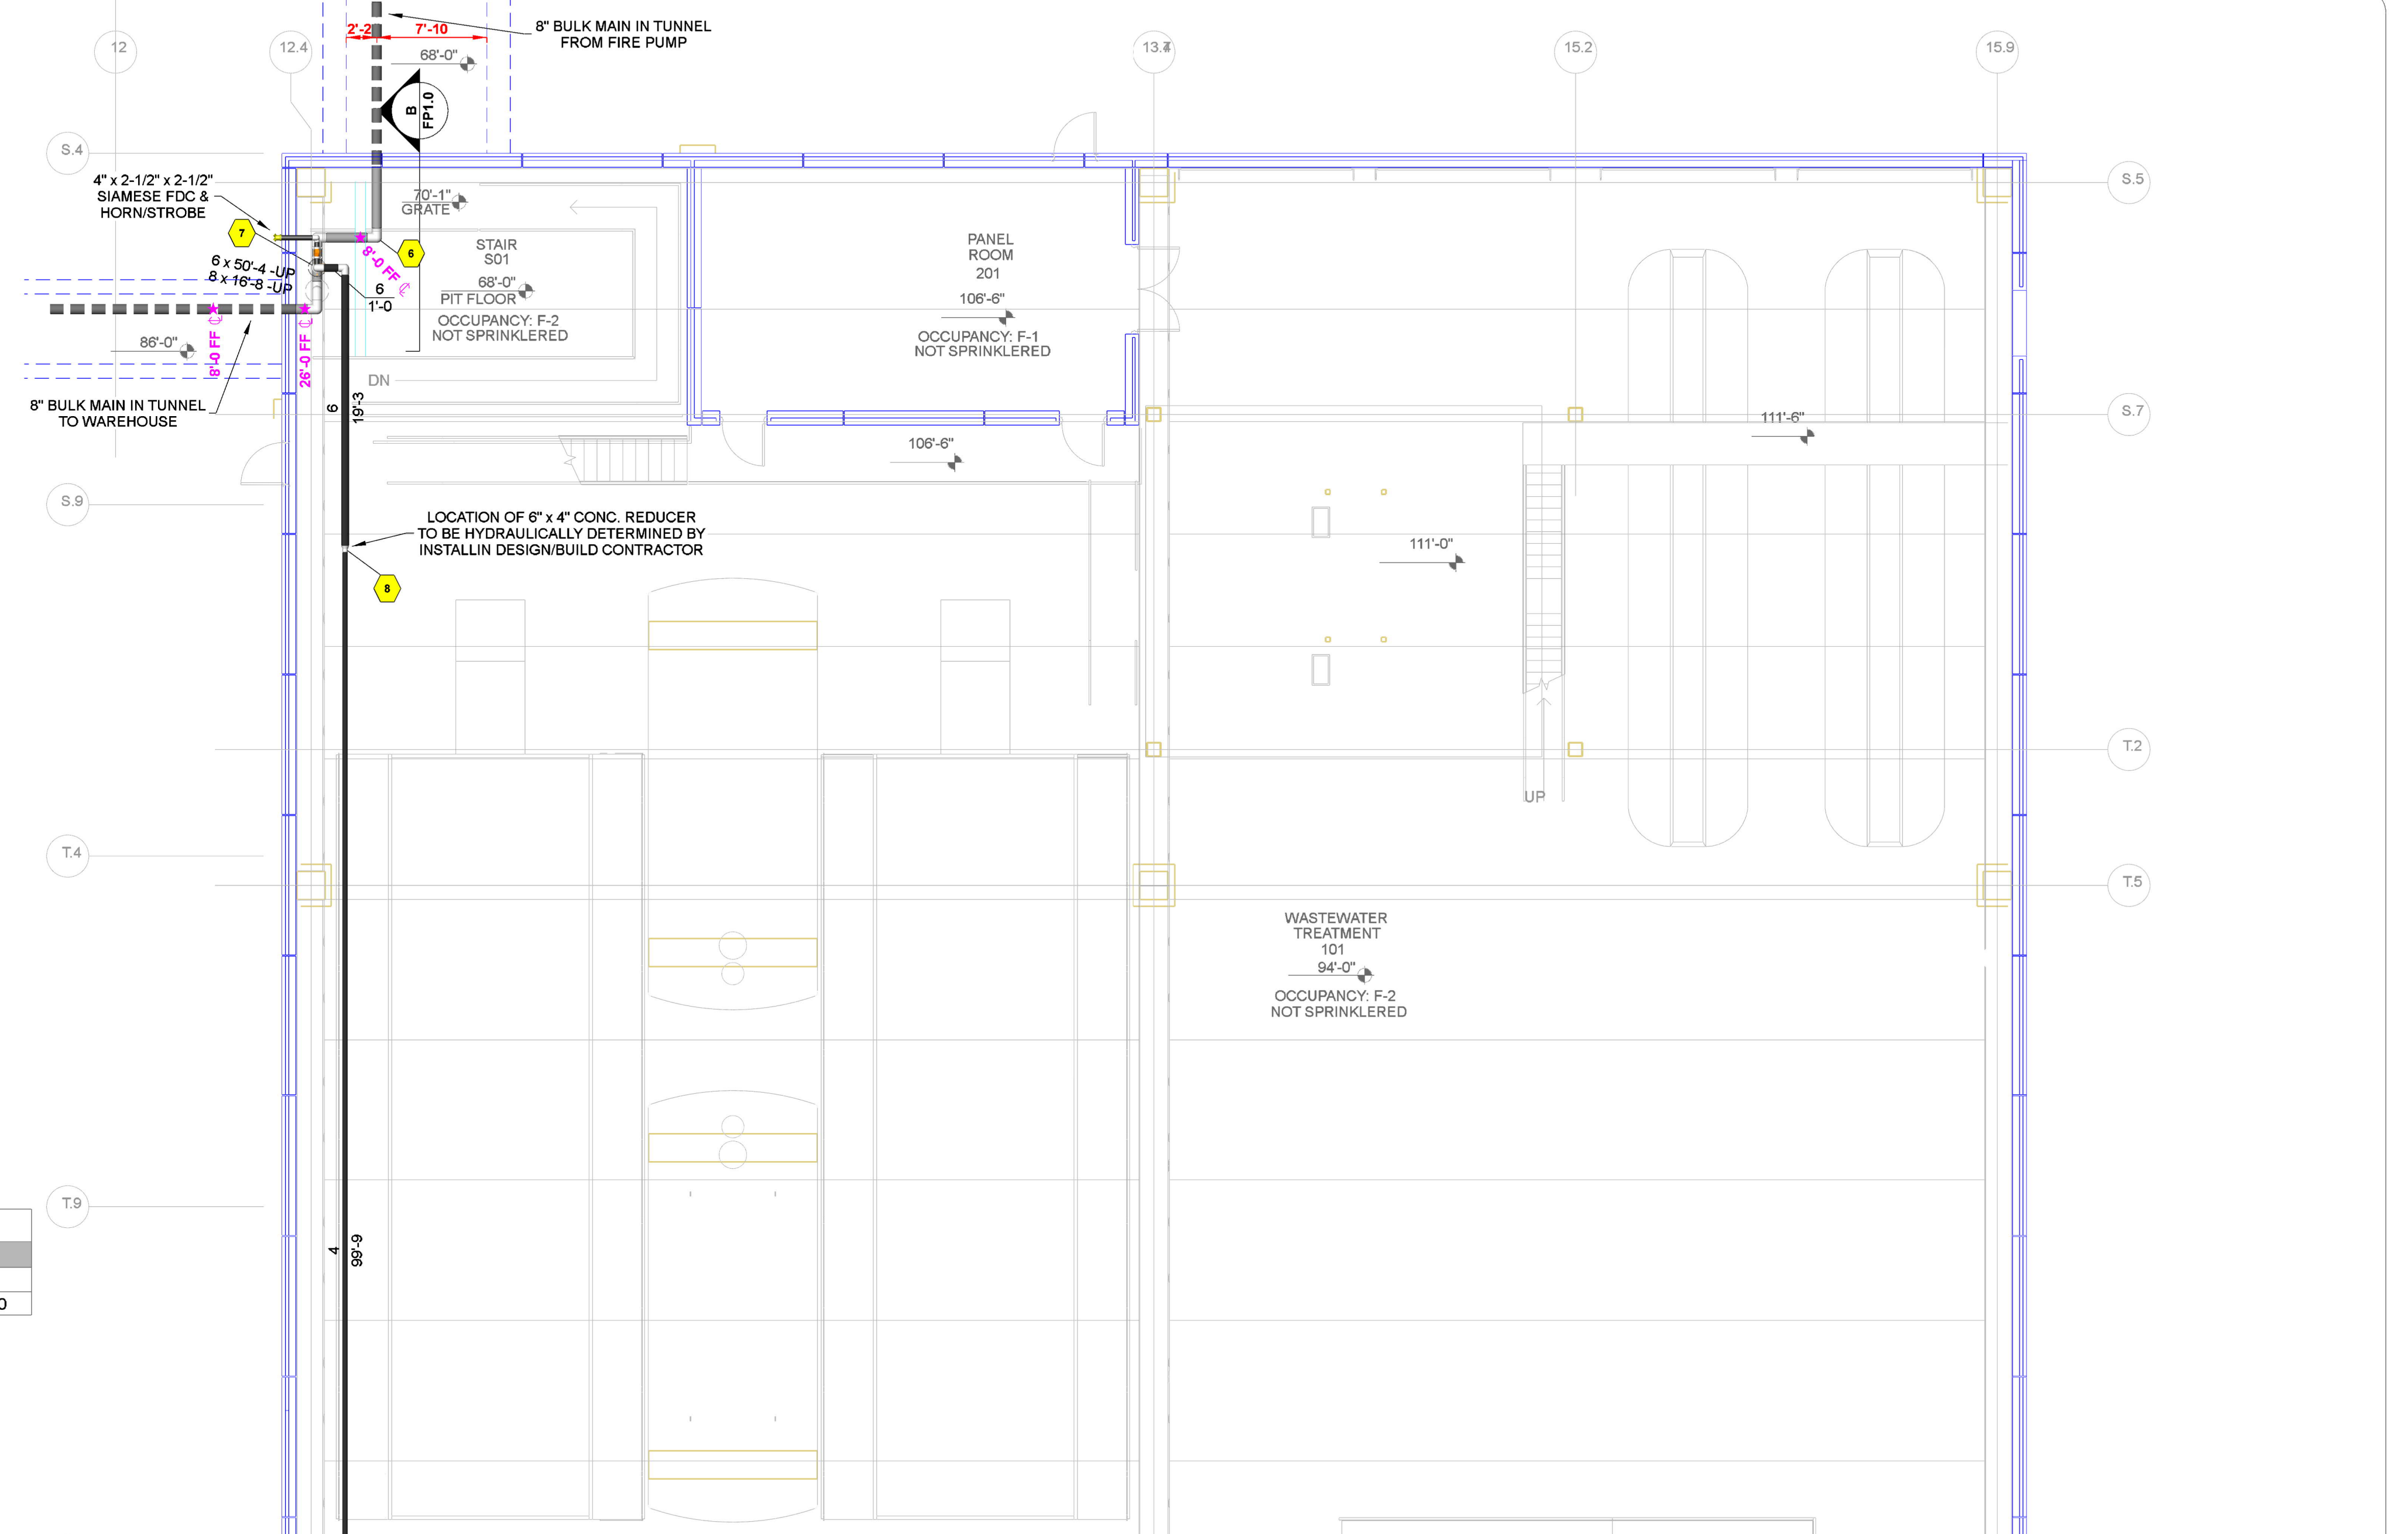 8" BULK MAIN IN TUNNEL
FROM FIRE PUMP
2'-2
7'-10
68'-0"
12
12.4
15.2
15.9
B
FP1.0
S.4
S.5
4" x 2-1/2" x 2-1/2"
SIAMESE FDC &
HORN/STROBE
70'-1"
GRATE
7
6
8'-0 FF
STAIR
S01
68'-0"
PIT FLOOR
OCCUPANCY: F-2
NOT SPRINKLERED
PANEL
ROOM
201
106'-6"
OCCUPANCY: F-1
NOT SPRINKLERED
6 x 50'-4 -UP
8 x 16'-8 -UP
6
1'-0
86'-0"
8'-0 FF
26'-0 FF
DN
8" BULK MAIN IN TUNNEL
TO WAREHOUSE
6
19'-3
S.7
111'-6"
106'-6"
S.9
LOCATION OF 6" x 4" CONC. REDUCER
TO BE HYDRAULICALLY DETERMINED BY
INSTALLIN DESIGN/BUILD CONTRACTOR
111'-0"
8
T.2
UP
T.4
T.5
WASTEWATER
TREATMENT
101
94'-0"
OCCUPANCY: F-2
NOT SPRINKLERED
T.9
4
99'-9
0